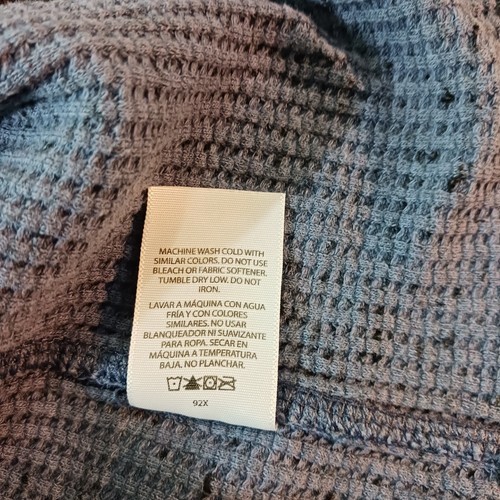 MACHINE WASH COLD WITH
SIMILAR COLORS. DO NOT USE
BLEACH OR FABRIC SOFTENER.
TUMBLE DRY LOW. DO NOT
IRON.
LAVAR A MÁQUINA CON AGUA
FRÍA Y CON COLORES
SIMILARES. NO USAR
BLANQUEADOR NI SUAVIZANTE
PARA ROPA. SECAR EN
MÁQUINA A TEMPERATURA
BAJA. NO PLANCHAR.
92X